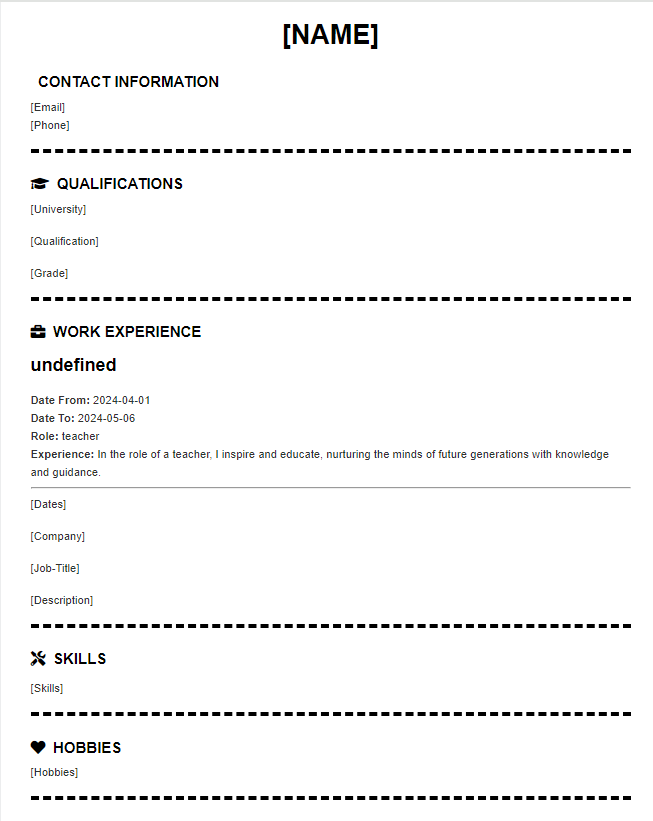 [NAME]
CONTACT INFORMATION
[Email]
[Phone]
QUALIFICATIONS
[University]
[Qualification]
[Grade]
WORK EXPERIENCE
undefined
Date From: 2024-04-01
Date To: 2024-05-06
Role: teacher
Experience: In the role of a teacher, I inspire and educate, nurturing the minds of future generations with knowledge
and guidance.
[Dates]
[Company]
[Job-Title]
[Description]
SKILLS
[Skills]
HOBBIES
[Hobbies]